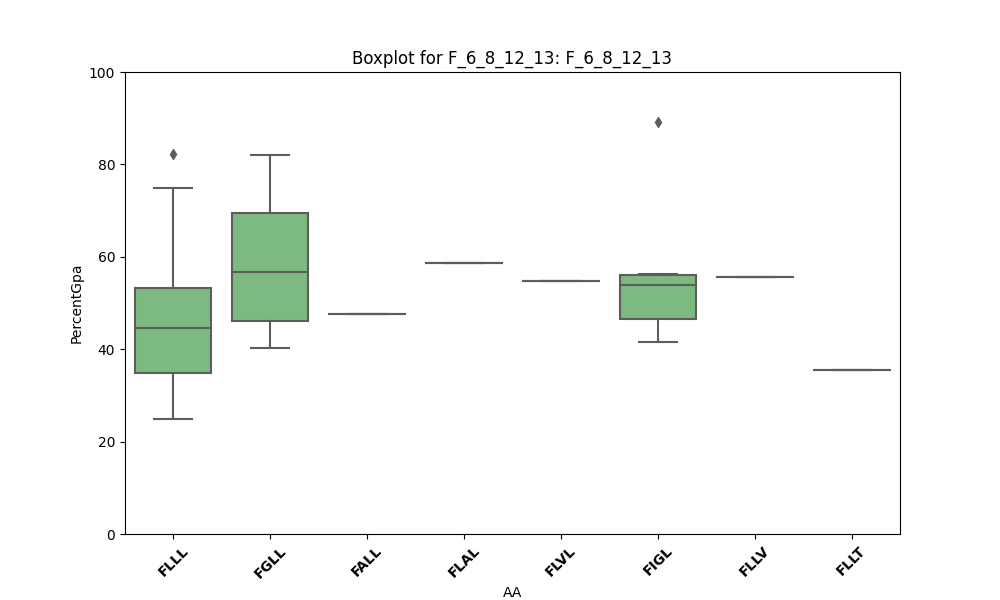 Boxplot for F_6_8_12_13: F_6_8_12_13
100
80
60
40
20
0
PercentGpa
FLLL
FGLL
FALL
FLAL
FLVL
FIGL
FLLV
FLLT
AA